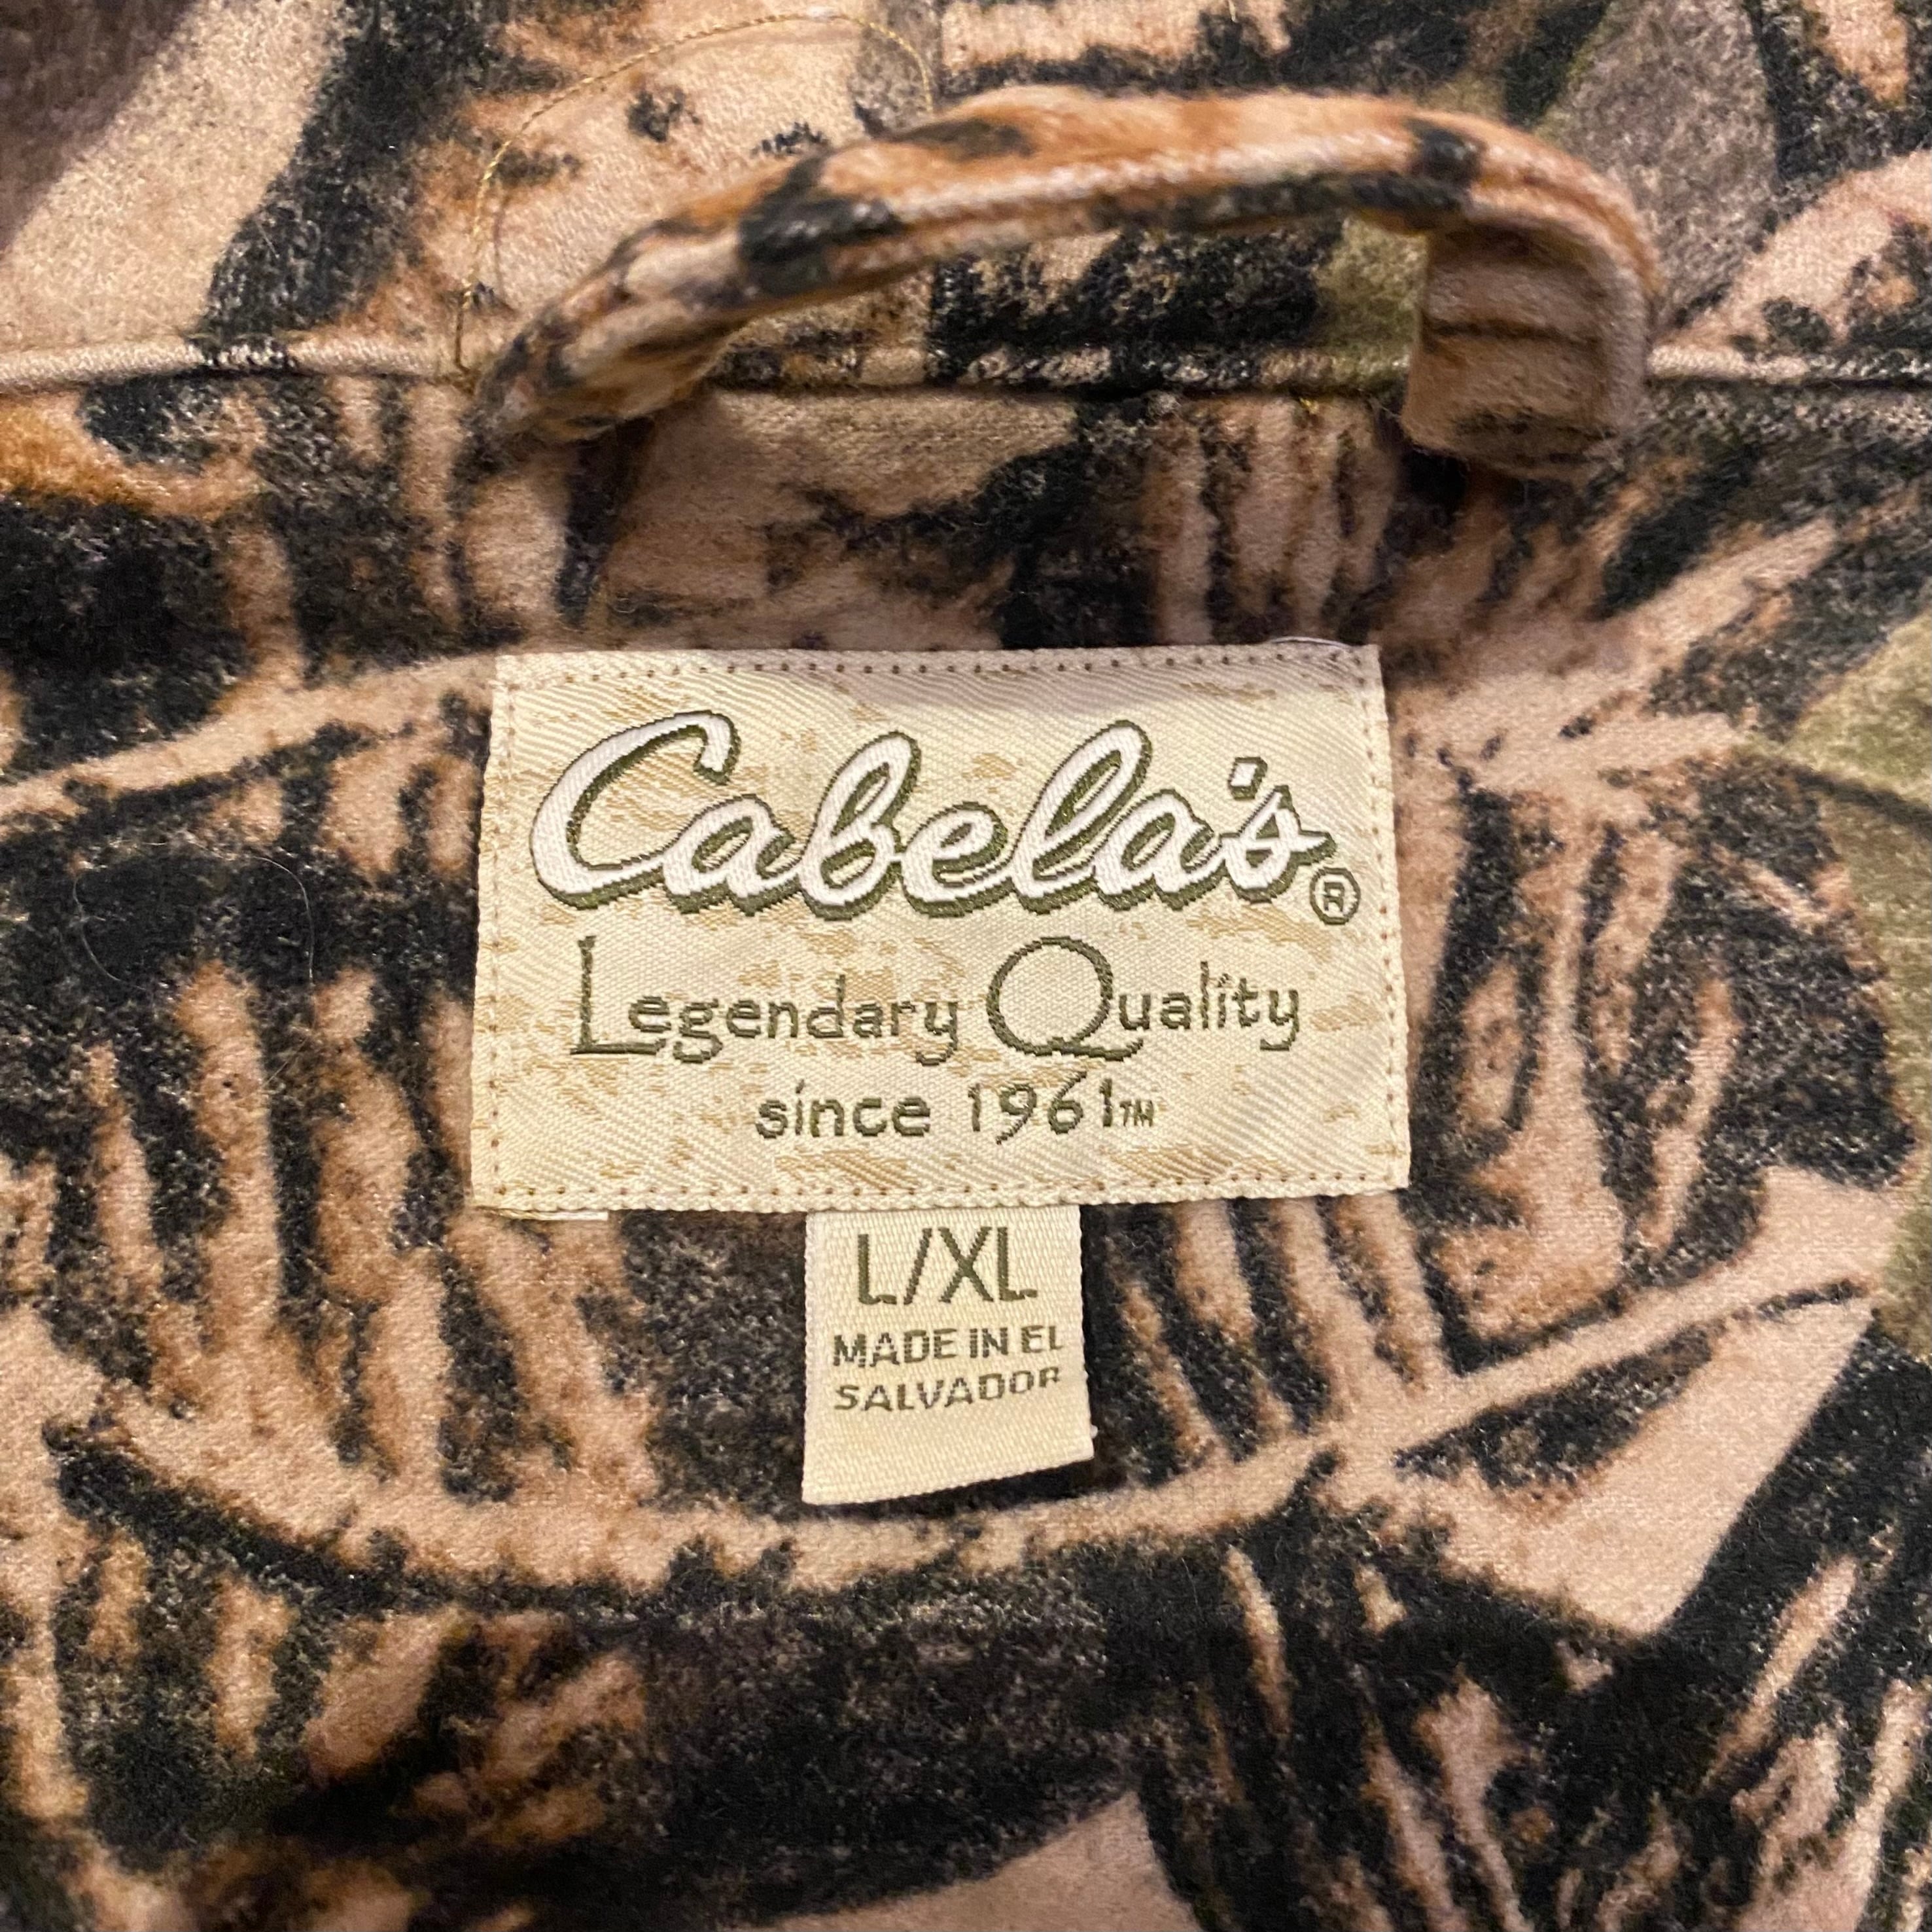 Cabela's®
Legendary Quality
since 1961™
L/XL
MADE IN EL
SALVADOR